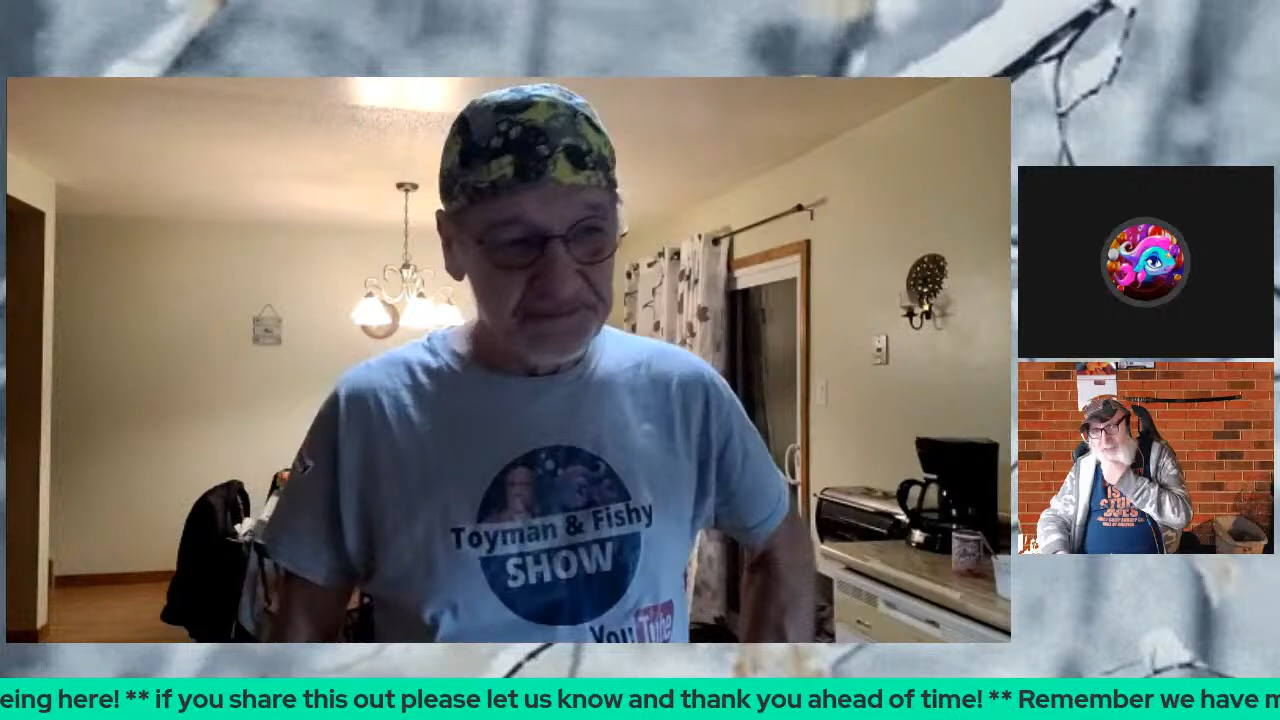 Toyman & Fishy
SHOW
YouTube
eing here! ** if you share this out please let us know and thank you ahead of time! ** Remember we have m